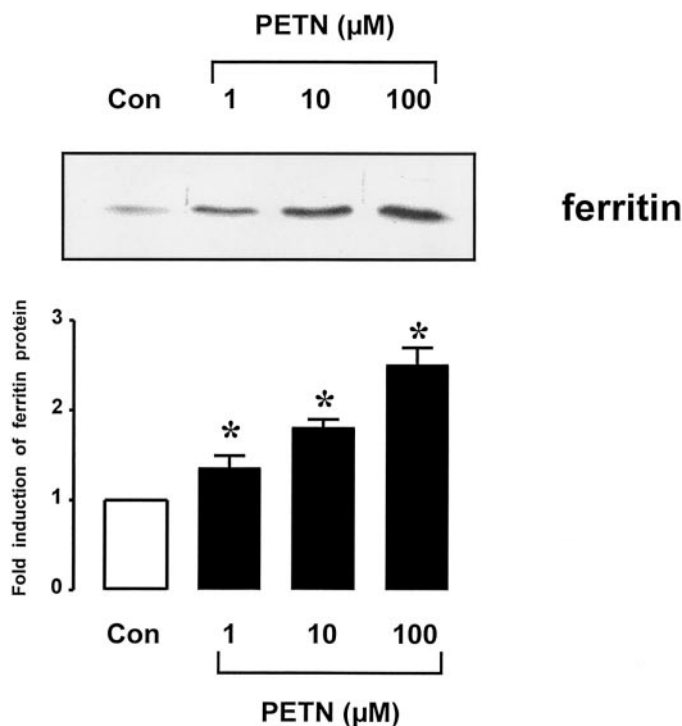 PETN (µM)
Con 1 10 100
ferritin
Fold induction of ferritin protein
3
*
2
*
*
1
0
Con 1 10 100
PETN (µM)